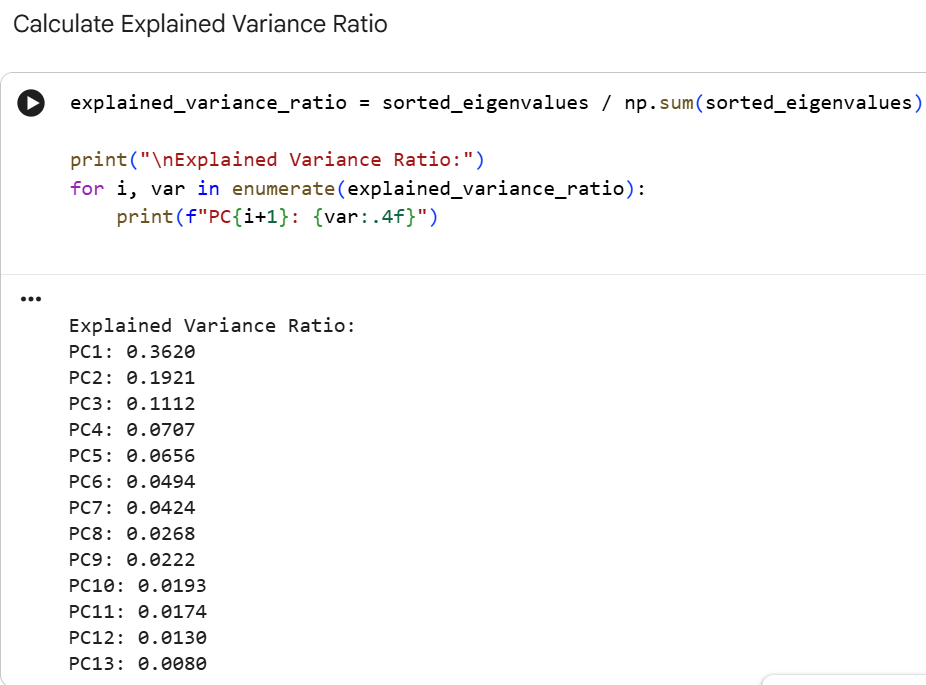 Calculate Explained Variance Ratio
explained_variance_ratio = sorted_eigenvalues / np.sum(sorted_eigenvalues)
print("\nExplained Variance Ratio:")
for i, var in enumerate(explained_variance_ratio):
    print(f"PC{i+1}: {var:.4f}")
Explained Variance Ratio:
PC1: 0.3620
PC2: 0.1921
PC3: 0.1112
PC4: 0.0707
PC5: 0.0656
PC6: 0.0494
PC7: 0.0424
PC8: 0.0268
PC9: 0.0222
PC10: 0.0193
PC11: 0.0174
PC12: 0.0130
PC13: 0.0080